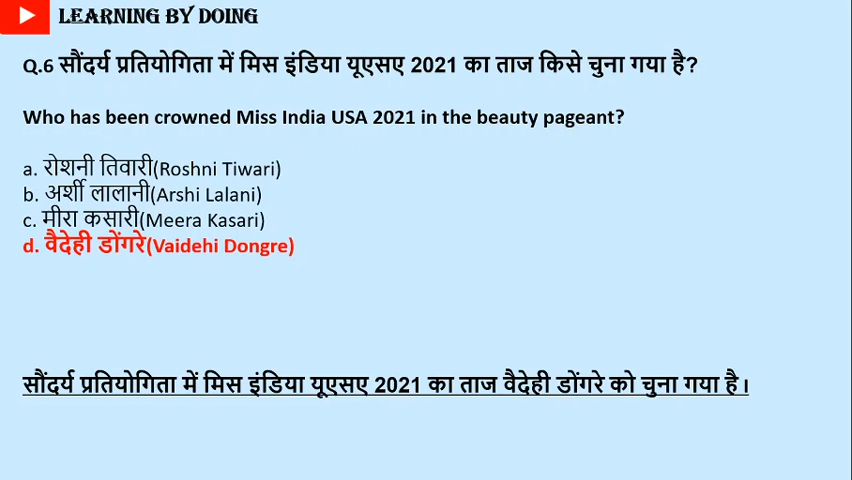 LEARNING BY DOING
Q.6 सौंदर्य प्रतियोगिता में मिस इंडिया यूएसए 2021 का ताज किसे चुना गया है?
Who has been crowned Miss India USA 2021 in the beauty pageant?
a. रोशनी तिवारी(Roshni Tiwari)
b. अर्शी लालानी(Arshi Lalani)
c. मीरा कसारी(Meera Kasari)
d. वैदेही डोंगरे(Vaidehi Dongre)
सौंदर्य प्रतियोगिता में मिस इंडिया यूएसए 2021 का ताज वैदेही डोंगरे को चुना गया है।